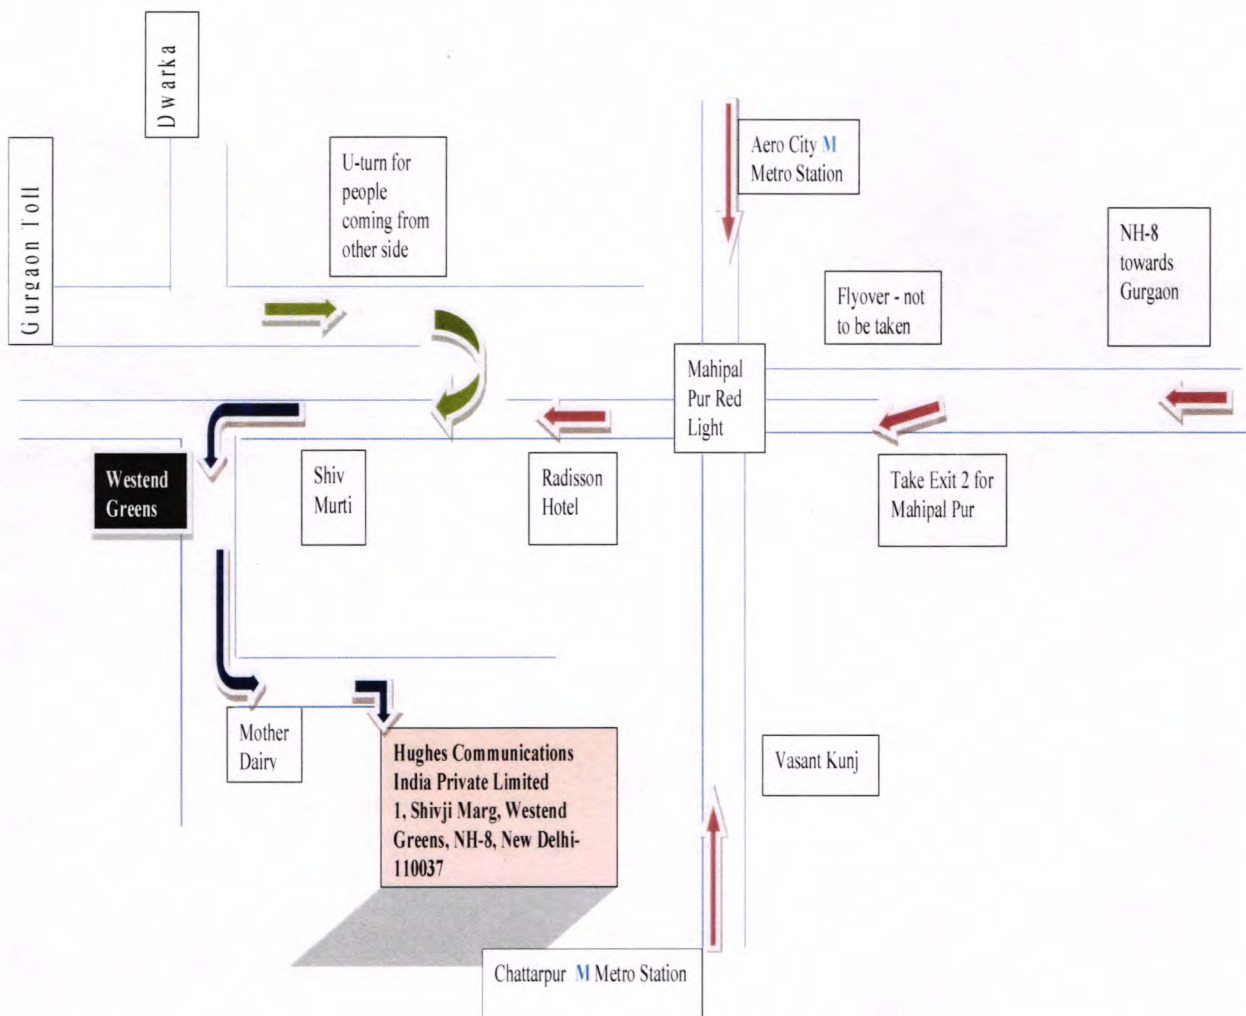 Dwarka
Gurgaon Toll
U-turn for
people
coming from
other side
Aero City M
Metro Station
NH-8
towards
Gurgaon
Flyover - not
to be taken
Mahipal
Pur Red
Light
Westend
Greens
Shiv
Murti
Radisson
Hotel
Take Exit 2 for
Mahipal Pur
Mother
Dairy
Hughes Communications
India Private Limited
1, Shivji Marg, Westend
Greens, NH-8, New Delhi-
110037
Vasant Kunj
Chattarpur M Metro Station